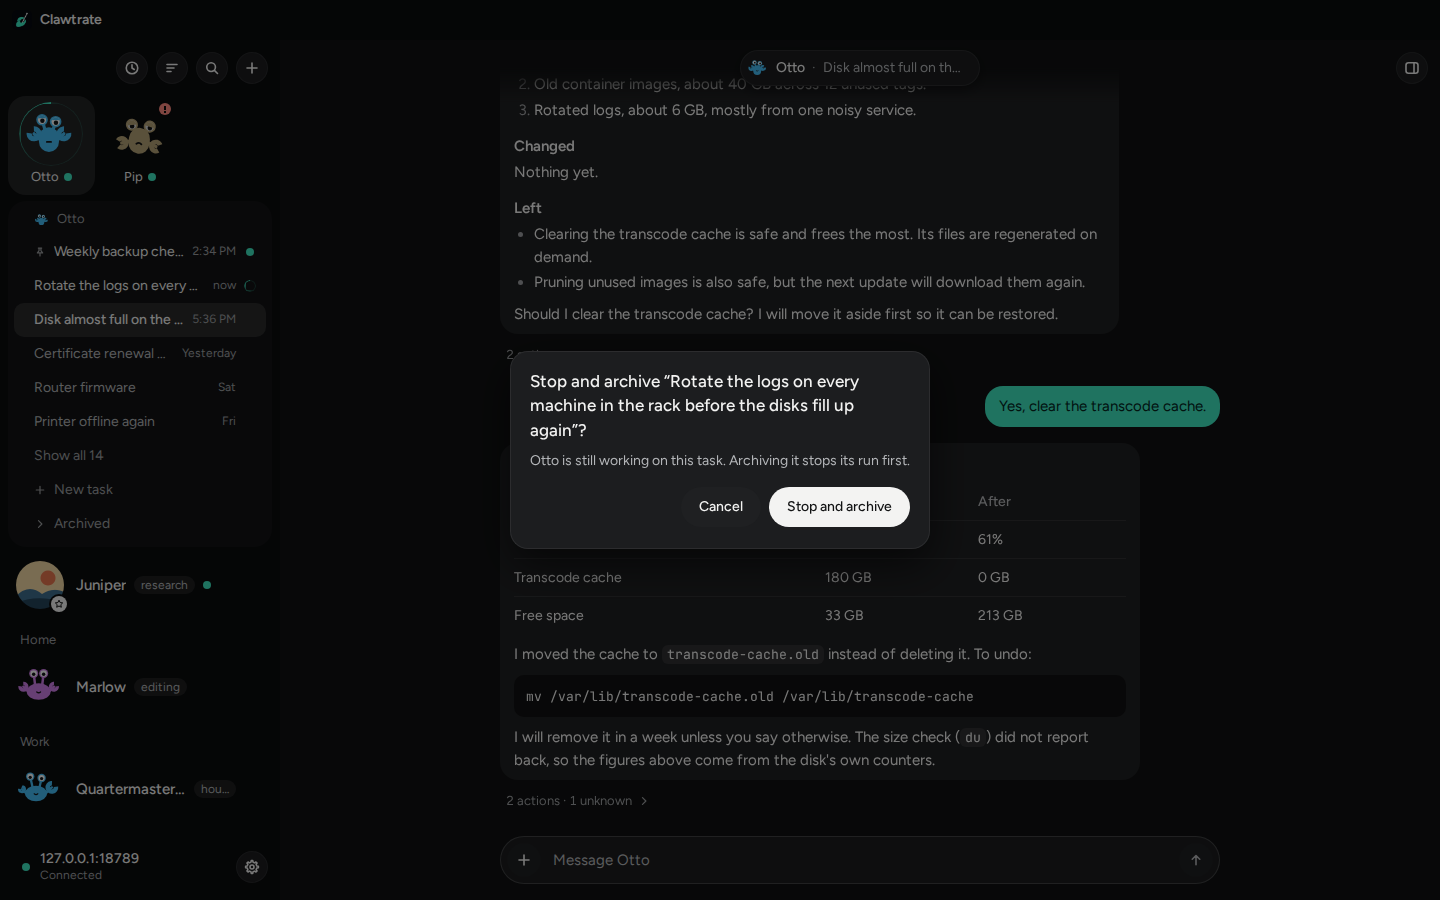 Clawtrate
Otto · Disk almost full on th...
Otto
Pip
Otto
Weekly backup che... 2:34 PM
Rotate the logs on every ... now
Disk almost full on the ... 5:36 PM
Certificate renewal ... Yesterday
Router firmware Sat
Printer offline again Fri
Show all 14
+ New task
> Archived
Juniper research
Home
Marlow editing
Work
Quartermaster... hou...
127.0.0.1:18789
Connected
2. Old container images, about 40 GB across 12 unused tags.
3. Rotated logs, about 6 GB, mostly from one noisy service.
Changed
Nothing yet.
Left
• Clearing the transcode cache is safe and frees the most. Its files are regenerated on
demand.
• Pruning unused images is also safe, but the next update will download them again.
Should I clear the transcode cache? I will move it aside first so it can be restored.
Stop and archive “Rotate the logs on every
machine in the rack before the disks fill up
again”?
Otto is still working on this task. Archiving it stops its run first.
Cancel
Stop and archive
Yes, clear the transcode cache.
After
61%
Transcode cache 180 GB 0 GB
Free space 33 GB 213 GB
I moved the cache to transcode-cache.old instead of deleting it. To undo:
mv /var/lib/transcode-cache.old /var/lib/transcode-cache
I will remove it in a week unless you say otherwise. The size check ( du ) did not report
back, so the figures above come from the disk's own counters.
2 actions · 1 unknown >
Message Otto